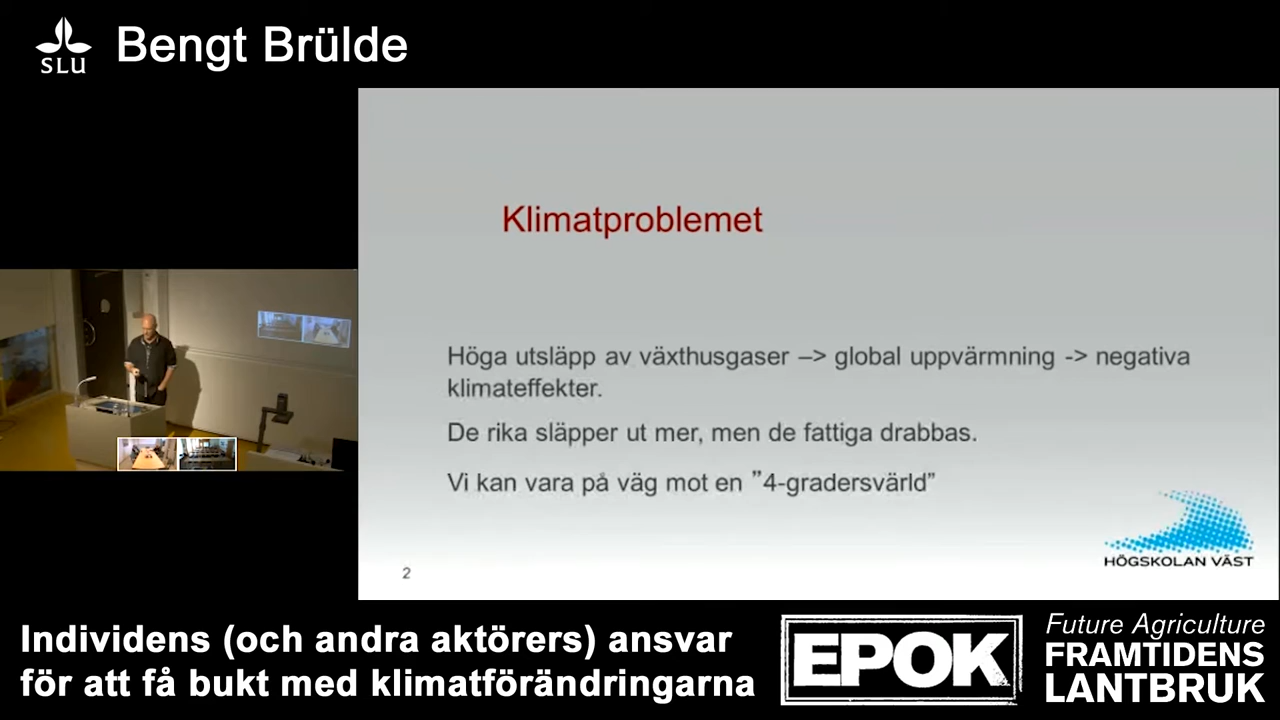 SLU
Bengt Brülde
Klimatproblemet
Höga utsläpp av växthusgaser –> global uppvärmning -> negativa
klimateffekter.
De rika släpper ut mer, men de fattiga drabbas.
Vi kan vara på väg mot en ”4-gradersvärld”
HÖGSKOLAN VÄST
2
Individens (och andra aktörers) ansvar
för att få bukt med klimatförändringarna
EPOK
Future Agriculture
FRAMTIDENS
LANTBRUK